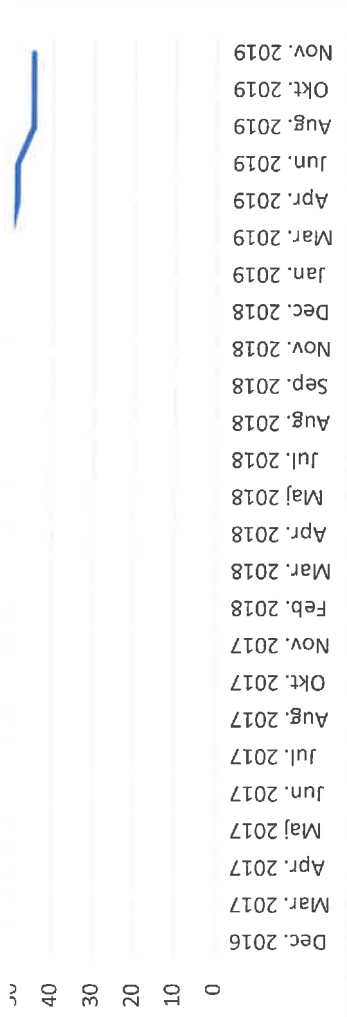 Nov. 2019
Okt. 2019
Aug. 2019
Jun. 2019
Apr. 2019
Mar. 2019
Jan. 2019
Dec. 2018
Nov. 2018
Sep. 2018
Aug. 2018
Jul. 2018
Maj 2018
Apr. 2018
Mar. 2018
Feb. 2018
Nov. 2017
Okt. 2017
Aug. 2017
Jul. 2017
Jun. 2017
Maj 2017
Apr. 2017
Mar. 2017
Dec. 2016
40
30
20
10
0